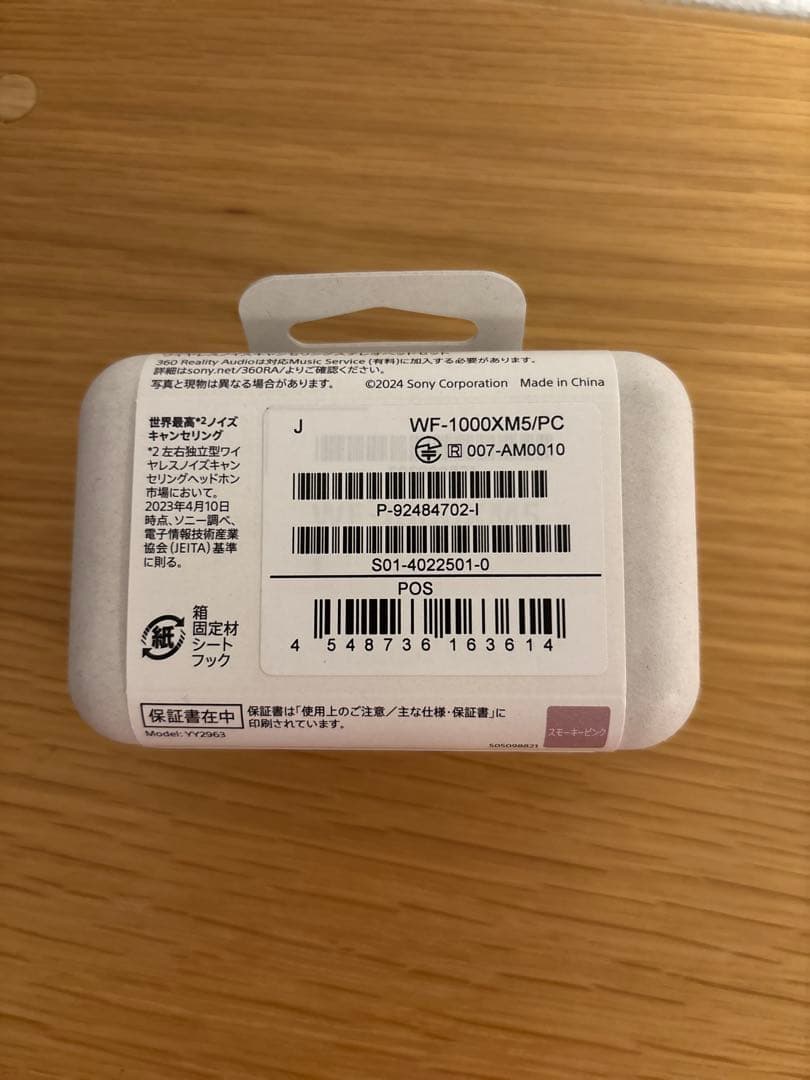 360 Reality Audioは対応Music Service (有料)に加入する必要があります。
詳細はsony.net/360RA/よりご確認ください。
写真と現物は異なる場合があります。 ©2024 Sony Corporation Made in China
世界最高*2ノイズ
キャンセリング
*2 左右独立型ワイ
ヤレスノイズキャン
セリングヘッドホン
市場において。
2023年4月10日
時点、ソニー調べ、
電子情報技術産業
協会(JEITA)基準
に則る。
J WF-1000XM5/PC
R 007-AM0010
P-92484702-I
S01-4022501-0
POS
4 548736 163614
紙
箱
固定材
シート
フック
保証書在中
保証書は「使用上のご注意/主な仕様・保証書」に
印刷されています。
Model: YY2963
505098821
スモーキーピンク